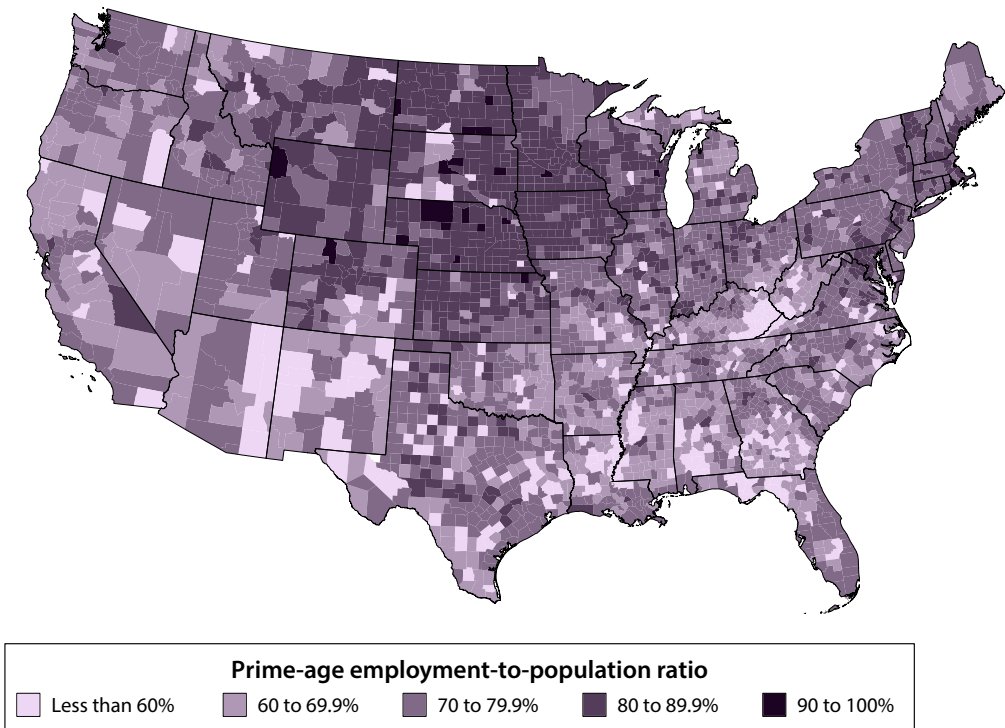 Prime-age employment-to-population ratio
Less than 60% 60 to 69.9% 70 to 79.9% 80 to 89.9% 90 to 100%